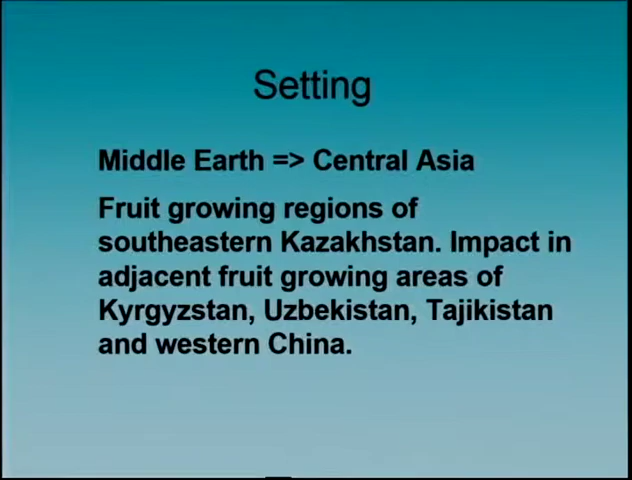 Setting
Middle Earth => Central Asia
Fruit growing regions of
southeastern Kazakhstan. Impact in
adjacent fruit growing areas of
Kyrgyzstan, Uzbekistan, Tajikistan
and western China.